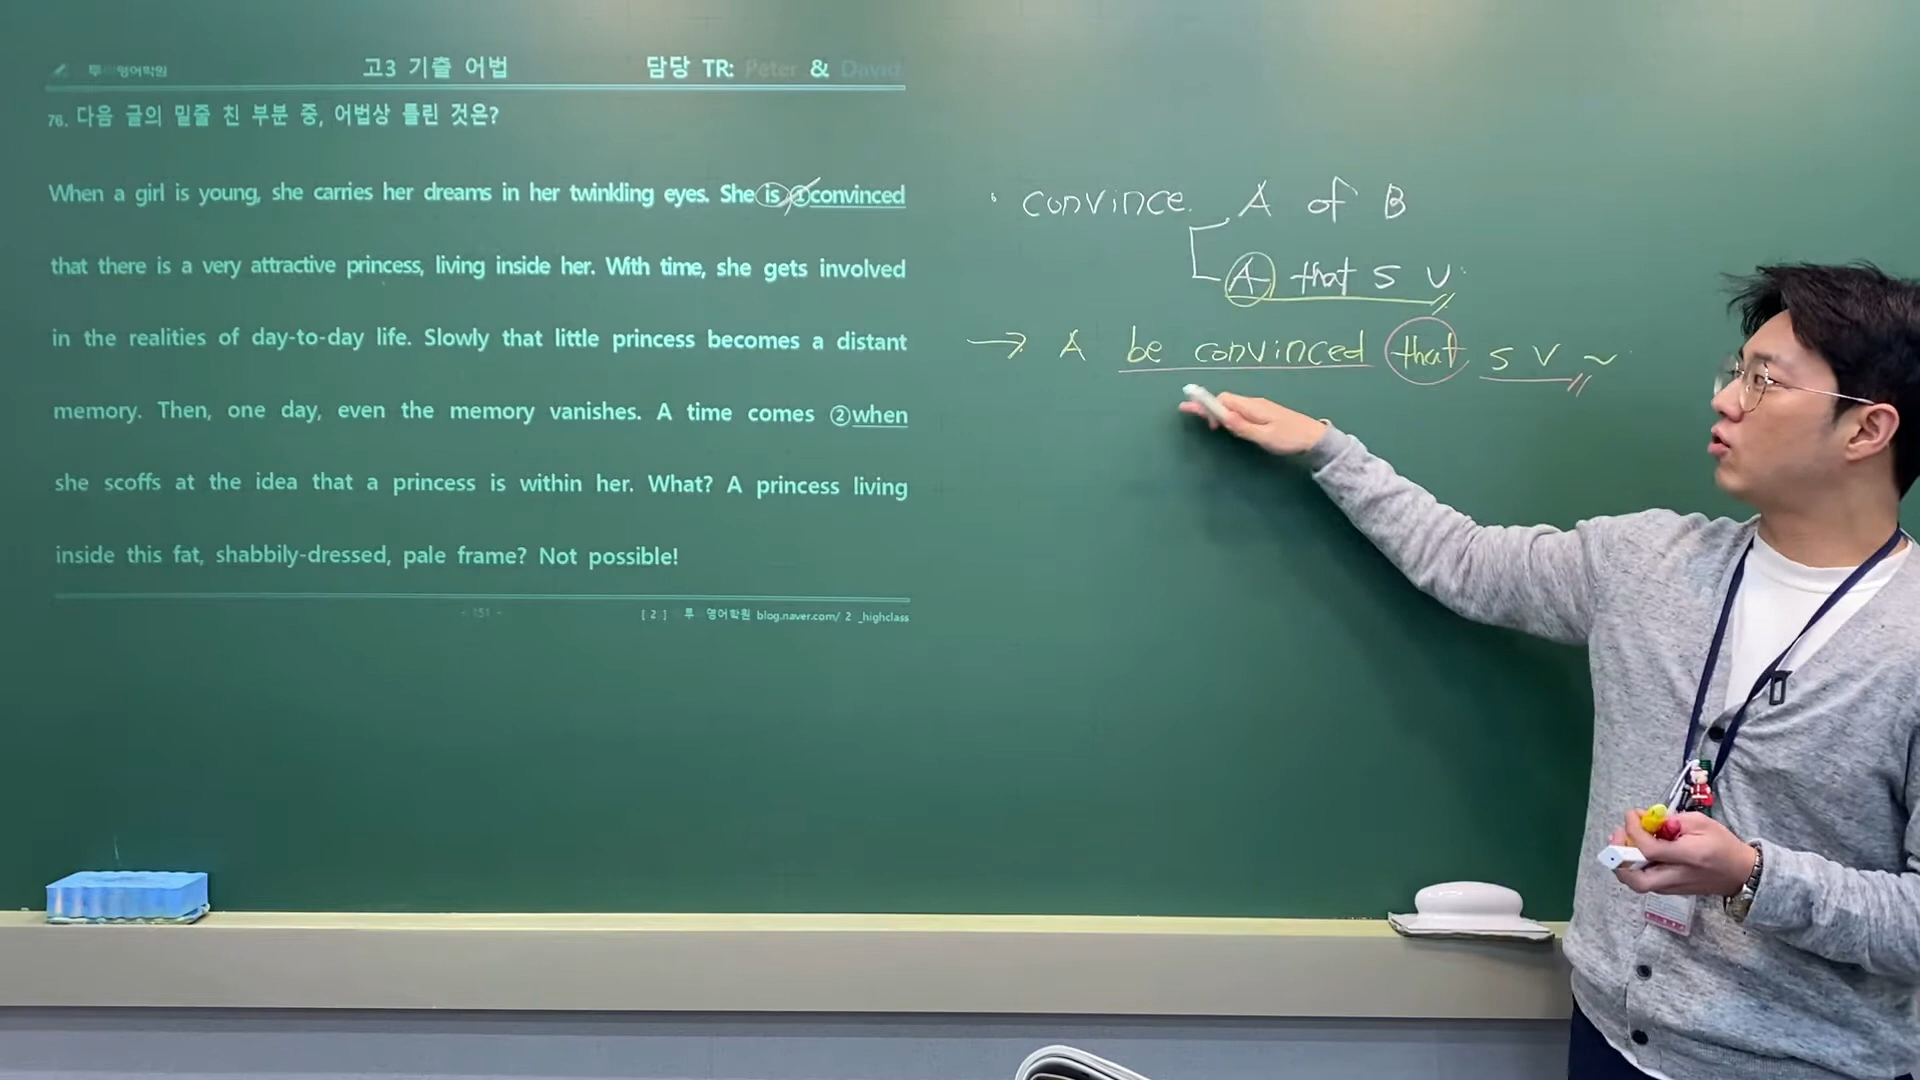 투 영어학원 고3 기출 어법 담당 TR: Peter & David
76. 다음 글의 밑줄 친 부분 중, 어법상 틀린 것은?
When a girl is young, she carries her dreams in her twinkling eyes. She is ①convinced
that there is a very attractive princess, living inside her. With time, she gets involved
in the realities of day-to-day life. Slowly that little princess becomes a distant
memory. Then, one day, even the memory vanishes. A time comes ②when
she scoffs at the idea that a princess is within her. What? A princess living
inside this fat, shabbily-dressed, pale frame? Not possible!
- 151 - [ 2 ] 투 영어학원 blog.naver.com/ 2 _highclass
· convince A of B
A that S V
→ A be convinced that S V ~